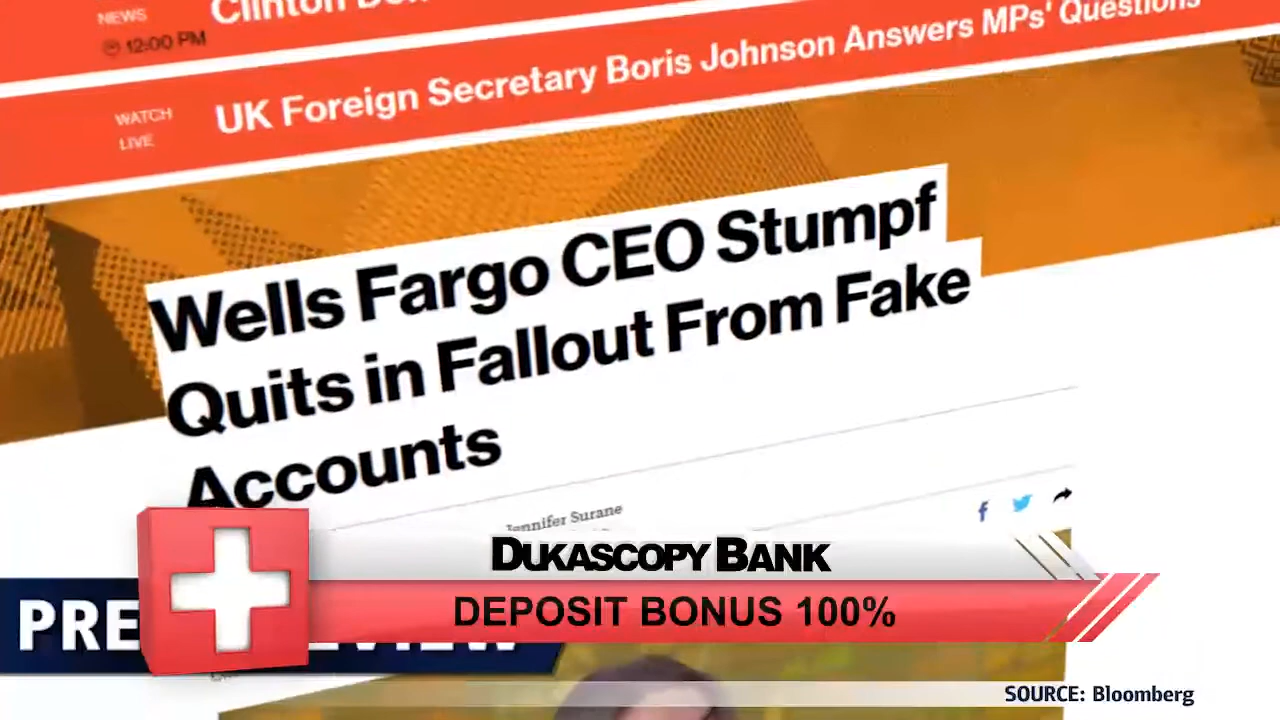 NEWS
Clinton
12:00 PM
WATCH
LIVE
UK Foreign Secretary Boris Johnson Answers MPs' Questions
Wells Fargo CEO Stumpf
Quits in Fallout From Fake
Accounts
Jennifer Surane
DUKASCOPY BANK
DEPOSIT BONUS 100%
SOURCE: Bloomberg